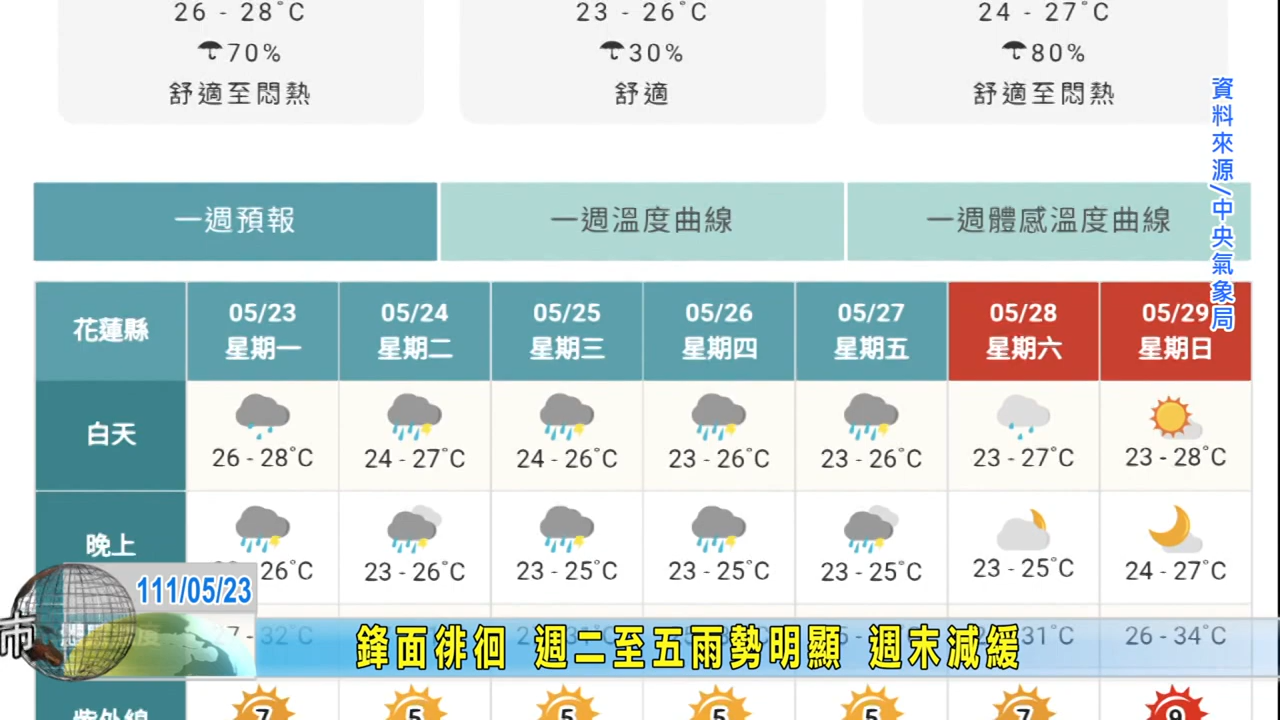 26 - 28°C
70%
舒適至悶熱
23 - 26°C
30%
舒適
24 - 27°C
80%
舒適至悶熱
資料來源/中央氣象局
一週預報
一週溫度曲線
一週體感溫度曲線
花蓮縣
05/23
星期一
05/24
星期二
05/25
星期三
05/26
星期四
05/27
星期五
05/28
星期六
05/29
星期日
白天
26 - 28°C
24 - 27°C
24 - 26°C
23 - 26°C
23 - 26°C
23 - 27°C
23 - 28°C
晚上
26°C
23 - 26°C
23 - 25°C
23 - 25°C
23 - 25°C
23 - 25°C
24 - 27°C
111/05/23
市
鋒面徘徊 週二至五雨勢明顯 週末減緩
26 - 34°C
紫外線
7
5
5
5
5
7
9